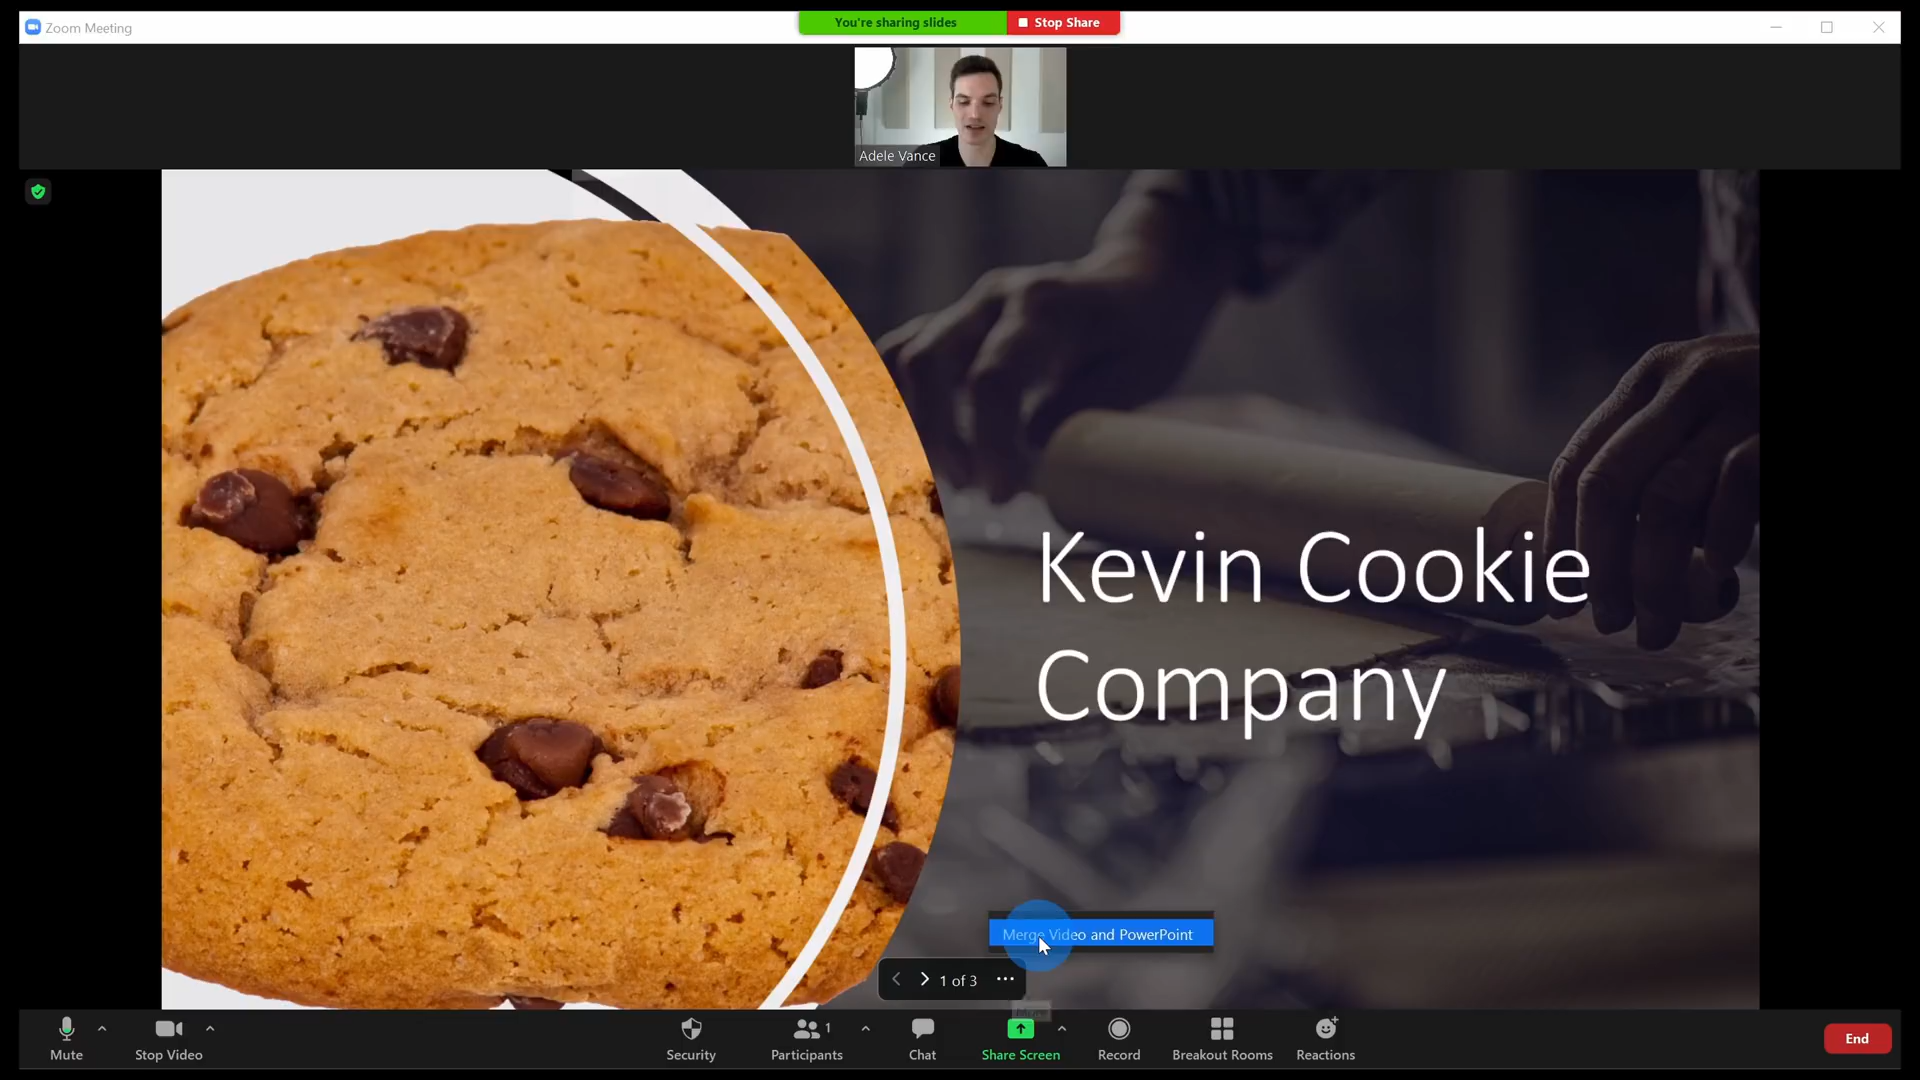 Zoom Meeting
You're sharing slides
Stop Share
Adele Vance
Kevin Cookie
Company
Merge Video and PowerPoint
1 of 3
Mute
Stop Video
Security
1
Participants
Chat
Share Screen
Record
Breakout Rooms
Reactions
End